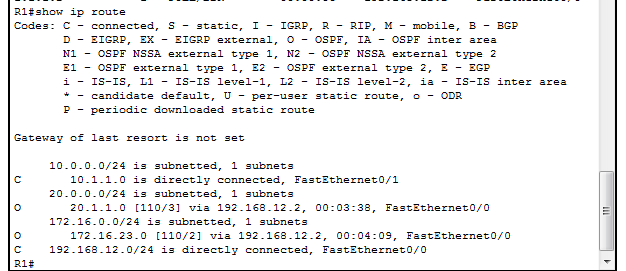 R1#show ip route
Codes: C - connected, S - static, I - IGRP, R - RIP, M - mobile, B - BGP
D - EIGRP, EX - EIGRP external, O - OSPF, IA - OSPF inter area
N1 - OSPF NSSA external type 1, N2 - OSPF NSSA external type 2
E1 - OSPF external type 1, E2 - OSPF external type 2, E - EGP
i - IS-IS, L1 - IS-IS level-1, L2 - IS-IS level-2, ia - IS-IS inter area
* - candidate default, U - per-user static route, o - ODR
P - periodic downloaded static route
Gateway of last resort is not set
10.0.0.0/24 is subnetted, 1 subnets
C 10.1.1.0 is directly connected, FastEthernet0/1
20.0.0.0/24 is subnetted, 1 subnets
O 20.1.1.0 [110/3] via 192.168.12.2, 00:03:38, FastEthernet0/0
172.16.0.0/24 is subnetted, 1 subnets
O 172.16.23.0 [110/2] via 192.168.12.2, 00:04:09, FastEthernet0/0
C 192.168.12.0/24 is directly connected, FastEthernet0/0
R1#